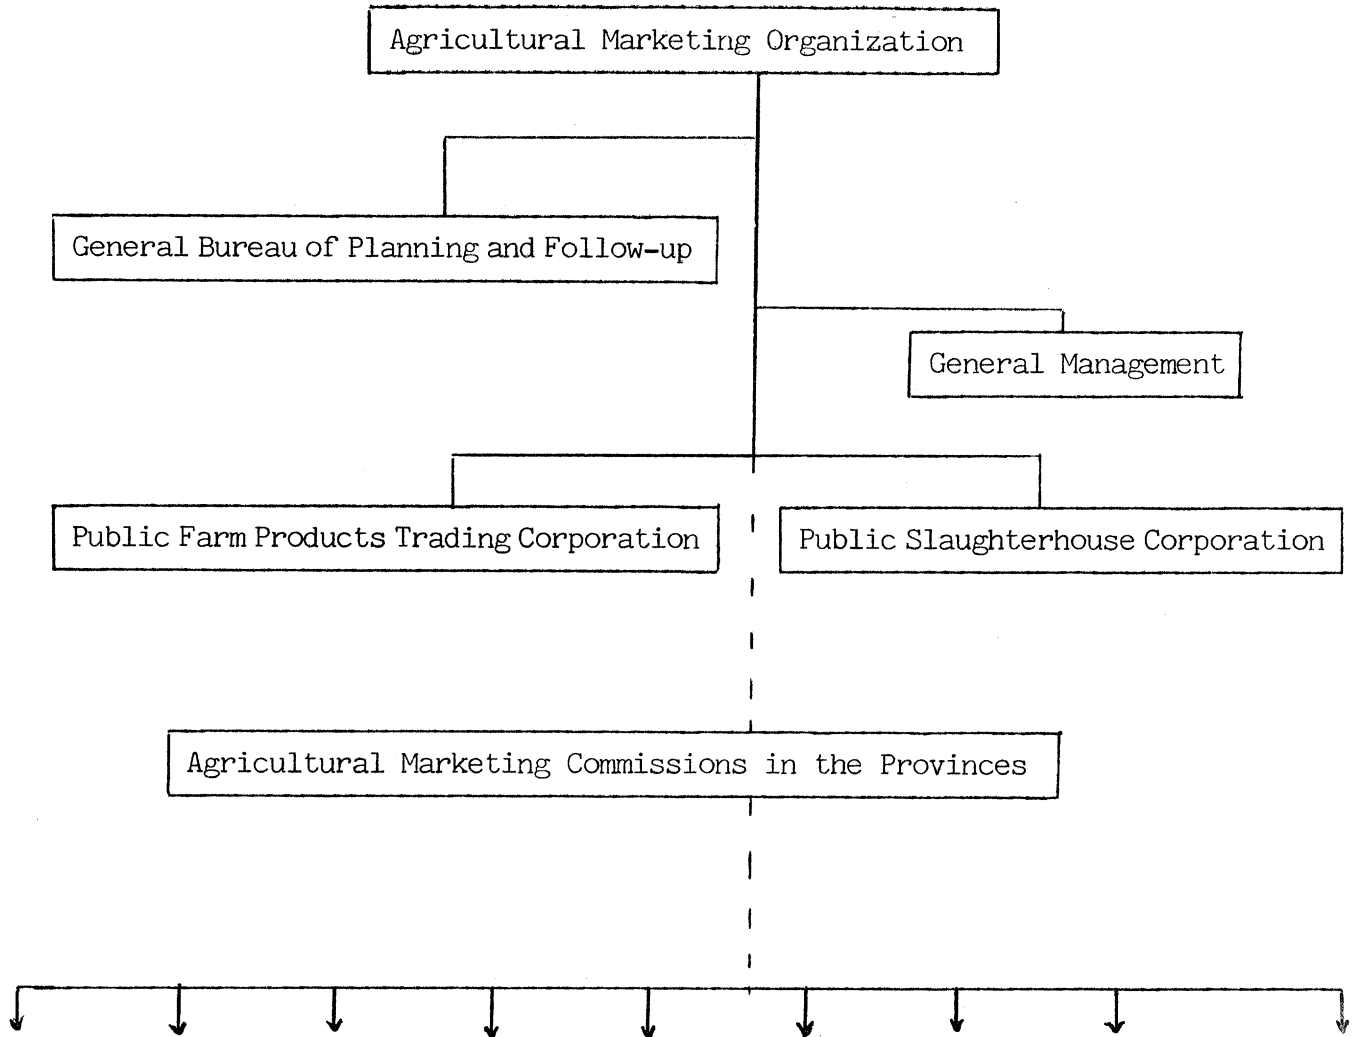 Agricultural Marketing Organization
General Bureau of Planning and Follow-up
General Management
Public Farm Products Trading Corporation
Public Slaughterhouse Corporation
Agricultural Marketing Commissions in the Provinces